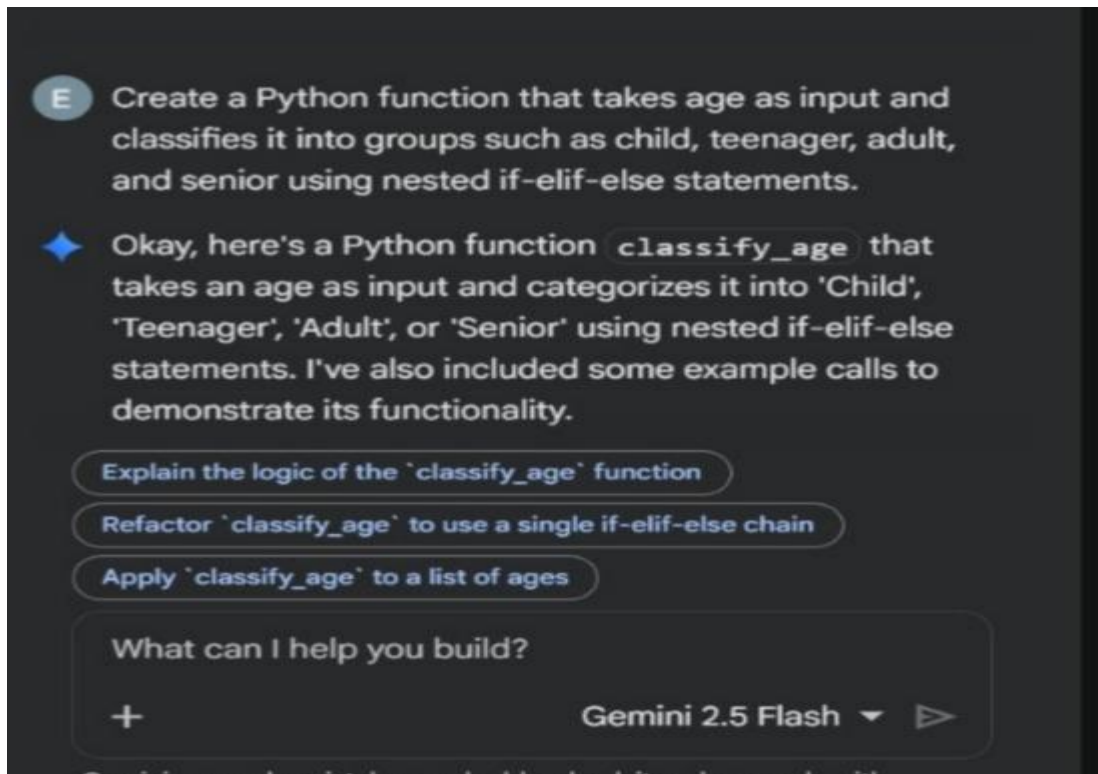 E
Create a Python function that takes age as input and
classifies it into groups such as child, teenager, adult,
and senior using nested if-elif-else statements.
Okay, here's a Python function classify_age that
takes an age as input and categorizes it into 'Child',
'Teenager', 'Adult', or 'Senior' using nested if-elif-else
statements. I've also included some example calls to
demonstrate its functionality.
Explain the logic of the `classify_age` function
Refactor `classify_age` to use a single if-elif-else chain
Apply `classify_age` to a list of ages
What can I help you build?
+
Gemini 2.5 Flash